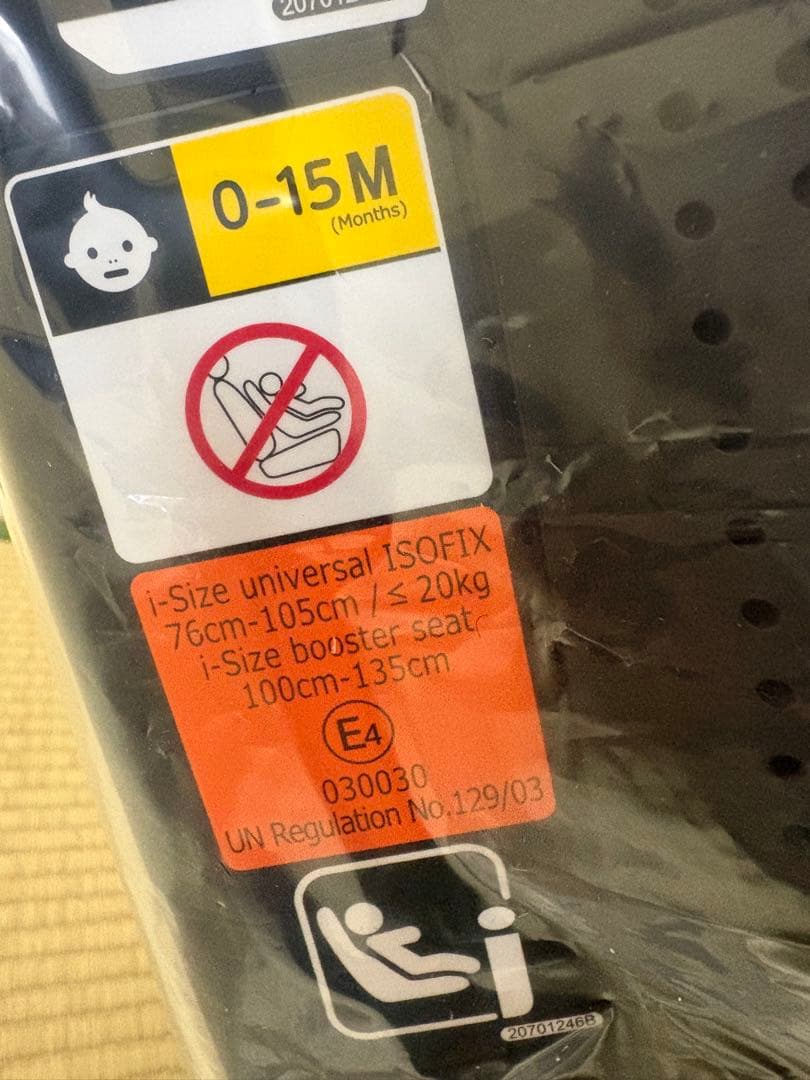 0-15M
(Months)
i-Size universal ISOFIX
76cm-105cm / ≤ 20kg
i-Size booster seat
100cm-135cm
E4
030030
UN Regulation No.129/03
i
20701246B